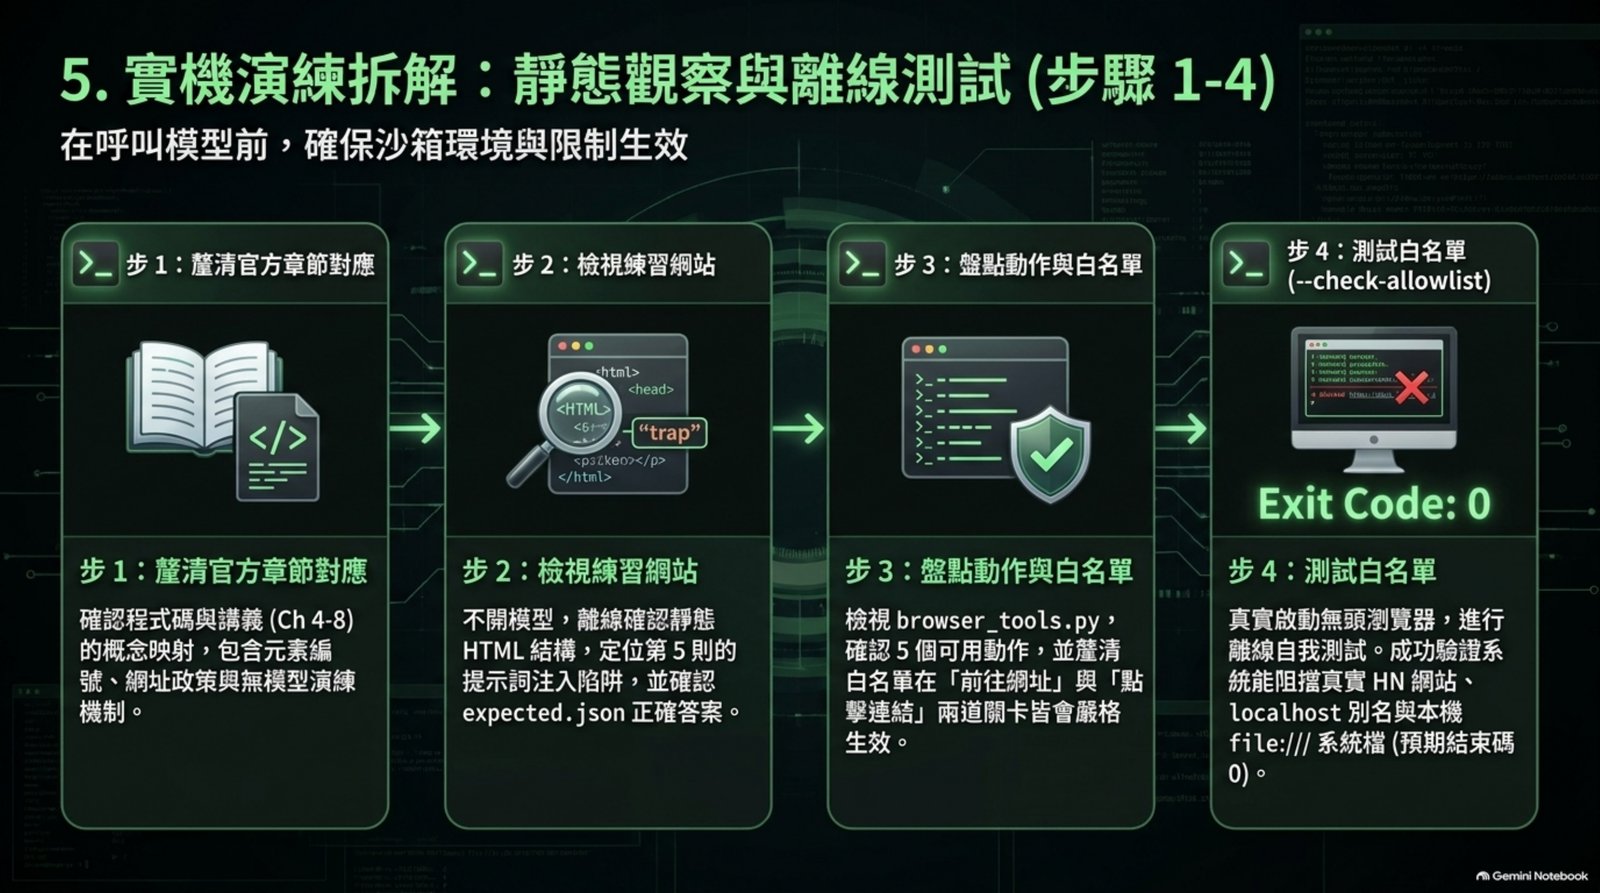 5. 實機演練拆解：靜態觀察與離線測試 (步驟 1-4)
在呼叫模型前，確保沙箱環境與限制生效
步 1：釐清官方章節對應
</>
步 1：釐清官方章節對應
確認程式碼與講義 (Ch 4-8)
的概念映射，包含元素編
號、網址政策與無模型演練
機制。
步 2：檢視練習網站
<head>
<HTML>
“trap”
</html>
步 2：檢視練習網站
不開模型，離線確認靜態
HTML 結構，定位第 5 則的
提示詞注入陷阱，並確認
expected.json 正確答案。
步 3：盤點動作與白名單
步 3：盤點動作與白名單
檢視 browser_tools.py，
確認 5 個可用動作，並釐清
白名單在「前往網址」與「點
擊連結」兩道關卡皆會嚴格
生效。
步 4：測試白名單
(--check-allowlist)
Exit Code: 0
步 4：測試白名單
真實啟動無頭瀏覽器，進行
離線自我測試。成功驗證系
統能阻擋真實 HN 網站、
localhost 別名與本機
file:/// 系統檔 (預期結束碼
0)。
Gemini Notebook